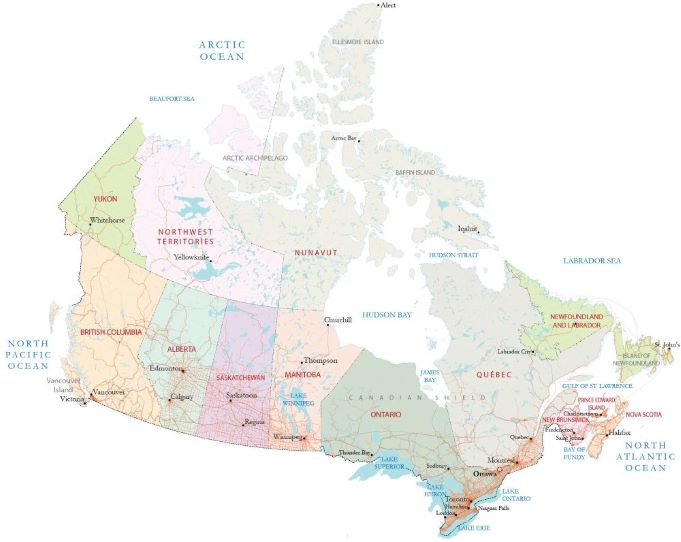 Alert
ELLESMERE ISLAND
ARCTIC
OCEAN
BEAUFORT SEA
Arctic Bay
ARCTIC ARCHIPELAGO
BAFFIN ISLAND
YUKON
Whitehorse
NORTHWEST
TERRITORIES
Yellowknife
NUNAVUT
Iqaluit
HUDSON STRAIT
LABRADOR SEA
HUDSON BAY
NORTH
PACIFIC
OCEAN
BRITISH COLUMBIA
ALBERTA
Edmonton
SASKATCHEWAN
Churchill
Thompson
MANITOBA
NEWFOUNDLAND
AND LABRADOR
St. John's
Labrador City
ISLAND OF
NEWFOUNDLAND
JAMES
BAY
QUÉBEC
GULF OF ST. LAWRENCE
Vancouver
Island
Vancouver
Victoria
Calgary
Saskatoon
LAKE
WINNIPEG
Regina
Winnipeg
CANADIAN SHIELD
ONTARIO
PRINCE EDWARD
ISLAND
Charlottetown
NOVA SCOTIA
NEW BRUNSWICK
Fredericton
Halifax
Saint John
BAY OF
FUNDY
NORTH
ATLANTIC
OCEAN
Québec
Montreal
Thunder Bay
LAKE
SUPERIOR
Sudbury
Ottawa
LAKE
HURON
Toronto
LAKE
ONTARIO
Hamilton
Niagara Falls
London
LAKE ERIE